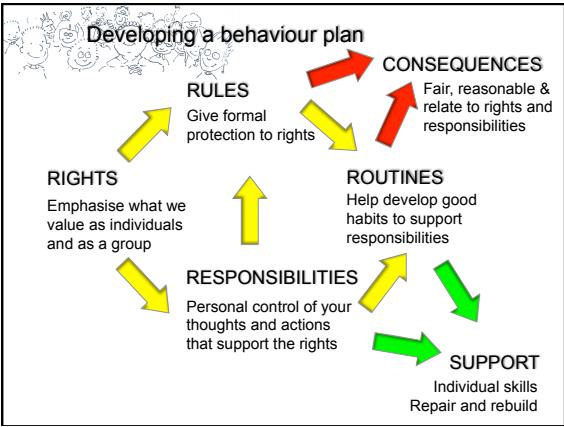 Developing a behaviour plan
CONSEQUENCES
Fair, reasonable &
relate to rights and
responsibilities
RULES
Give formal
protection to rights
RIGHTS
Emphasise what we
value as individuals
and as a group
ROUTINES
Help develop good
habits to support
responsibilities
RESPONSIBILITIES
Personal control of your
thoughts and actions
that support the rights
SUPPORT
Individual skills
Repair and rebuild